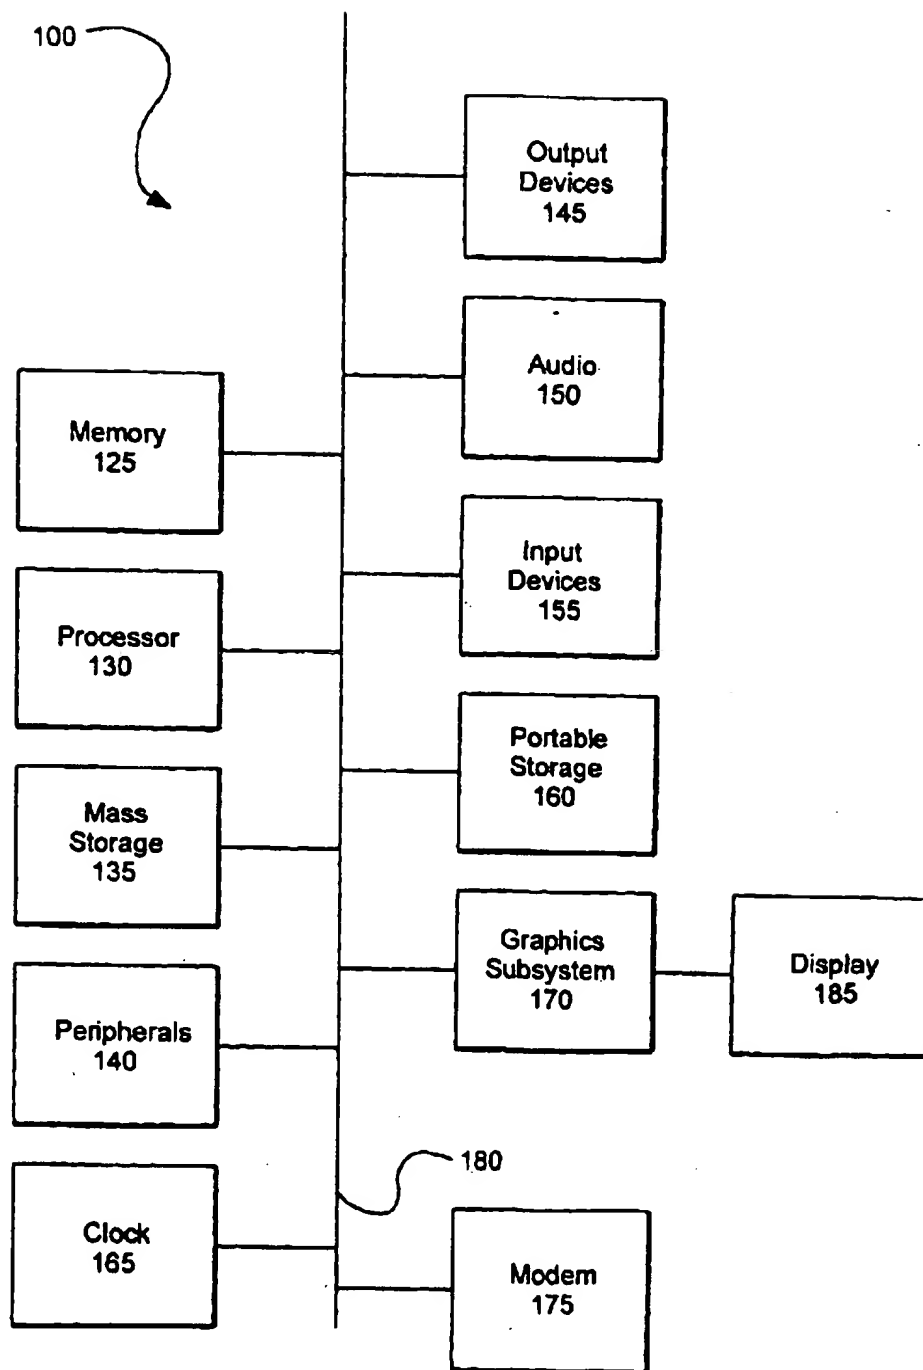 100
Output
Devices
145
Audio
150
Memory
125
Input
Devices
155
Processor
130
Portable
Storage
160
Mass
Storage
135
Graphics
Subsystem
170
Display
185
Peripherals
140
180
Clock
165
Modem
175